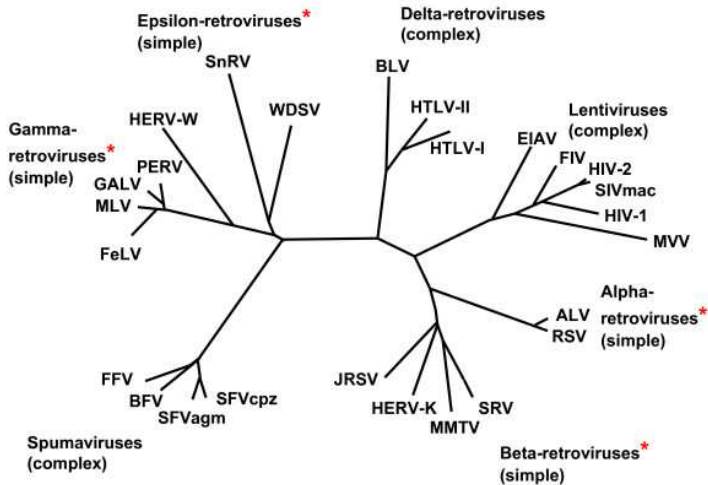 Epsilon-retroviruses*
(simple)
SnRV
WDSV
Delta-retroviruses
(complex)
BLV
HTLV-II
HTLV-I
Lentiviruses
(complex)
EIAV
FIV
HIV-2
SIVmac
HIV-1
MVV
Gamma-
retroviruses*
(simple)
HERV-W
PERV
GALV
MLV
FeLV
Alpha-
retroviruses*
(simple)
ALV
RSV
FFV
BFV
SFVagm
SFVcpz
Spumaviruses
(complex)
JRSV
HERV-K
MMTV
SRV
Beta-retroviruses*
(simple)